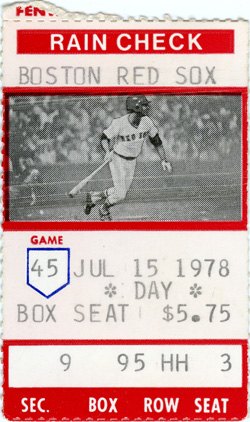 FEN
RAIN CHECK
BOSTON RED SOX
RED SOX
GAME
45 JUL 15 1978
* DAY *
BOX SEAT $5.75
9 95 HH 3
SEC. BOX ROW SEAT